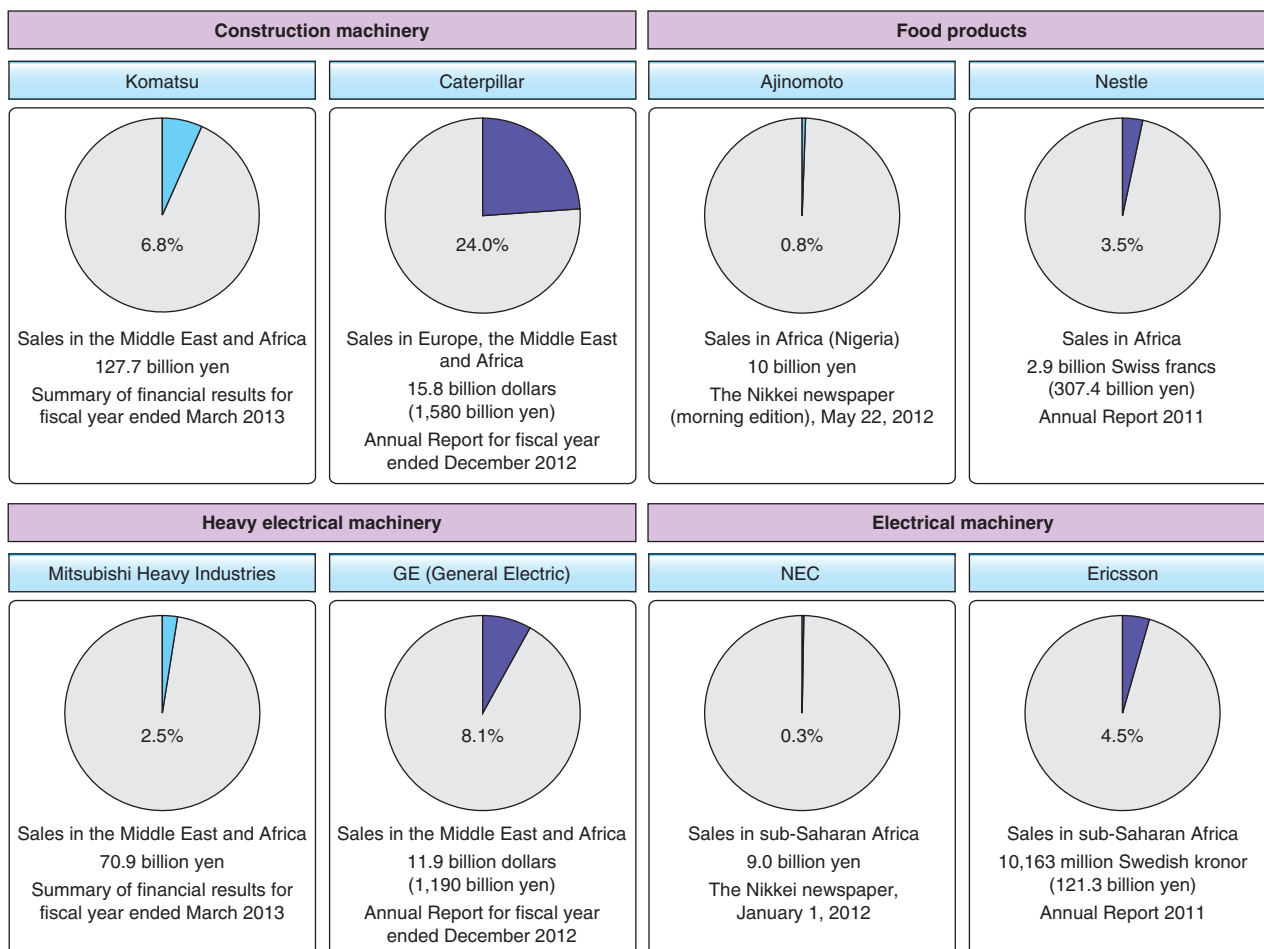 Construction machinery
Komatsu
6.8%
Sales in the Middle East and Africa
127.7 billion yen
Summary of financial results for
fiscal year ended March 2013
Caterpillar
24.0%
Sales in Europe, the Middle East
and Africa
15.8 billion dollars
(1,580 billion yen)
Annual Report for fiscal year
ended December 2012
Food products
Ajinomoto
0.8%
Sales in Africa (Nigeria)
10 billion yen
The Nikkei newspaper
(morning edition), May 22, 2012
Nestle
3.5%
Sales in Africa
2.9 billion Swiss francs
(307.4 billion yen)
Annual Report 2011
Heavy electrical machinery
Mitsubishi Heavy Industries
2.5%
Sales in the Middle East and Africa
70.9 billion yen
Summary of financial results for
fiscal year ended March 2013
GE (General Electric)
8.1%
Sales in the Middle East and Africa
11.9 billion dollars
(1,190 billion yen)
Annual Report for fiscal year
ended December 2012
Electrical machinery
NEC
0.3%
Sales in sub-Saharan Africa
9.0 billion yen
The Nikkei newspaper,
January 1, 2012
Ericsson
4.5%
Sales in sub-Saharan Africa
10,163 million Swedish kronor
(121.3 billion yen)
Annual Report 2011